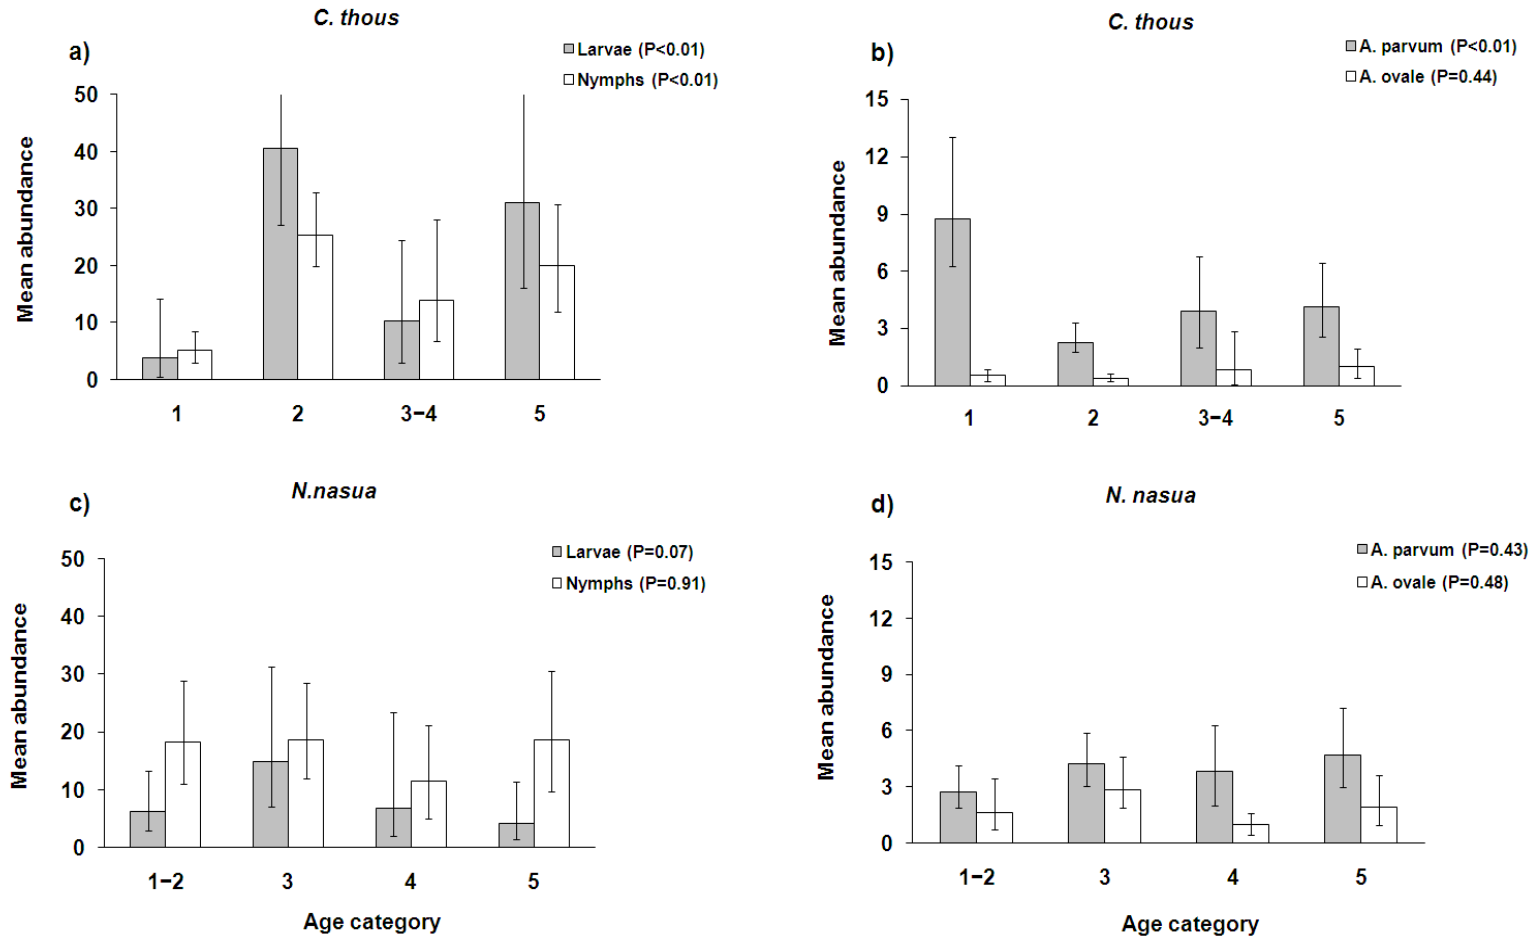 C. thous
a)
Larvae (P<0.01)
Nymphs (P<0.01)
Mean abundance
50
40
30
20
10
0
1 2 3−4 5
C. thous
b)
A. parvum (P<0.01)
A. ovale (P=0.44)
Mean abundance
15
12
9
6
3
0
1 2 3−4 5
N.nasua
c)
Larvae (P=0.07)
Nymphs (P=0.91)
Mean abundance
50
40
30
20
10
0
1−2 3 4 5
Age category
N. nasua
d)
A. parvum (P=0.43)
A. ovale (P=0.48)
Mean abundance
15
12
9
6
3
0
1−2 3 4 5
Age category